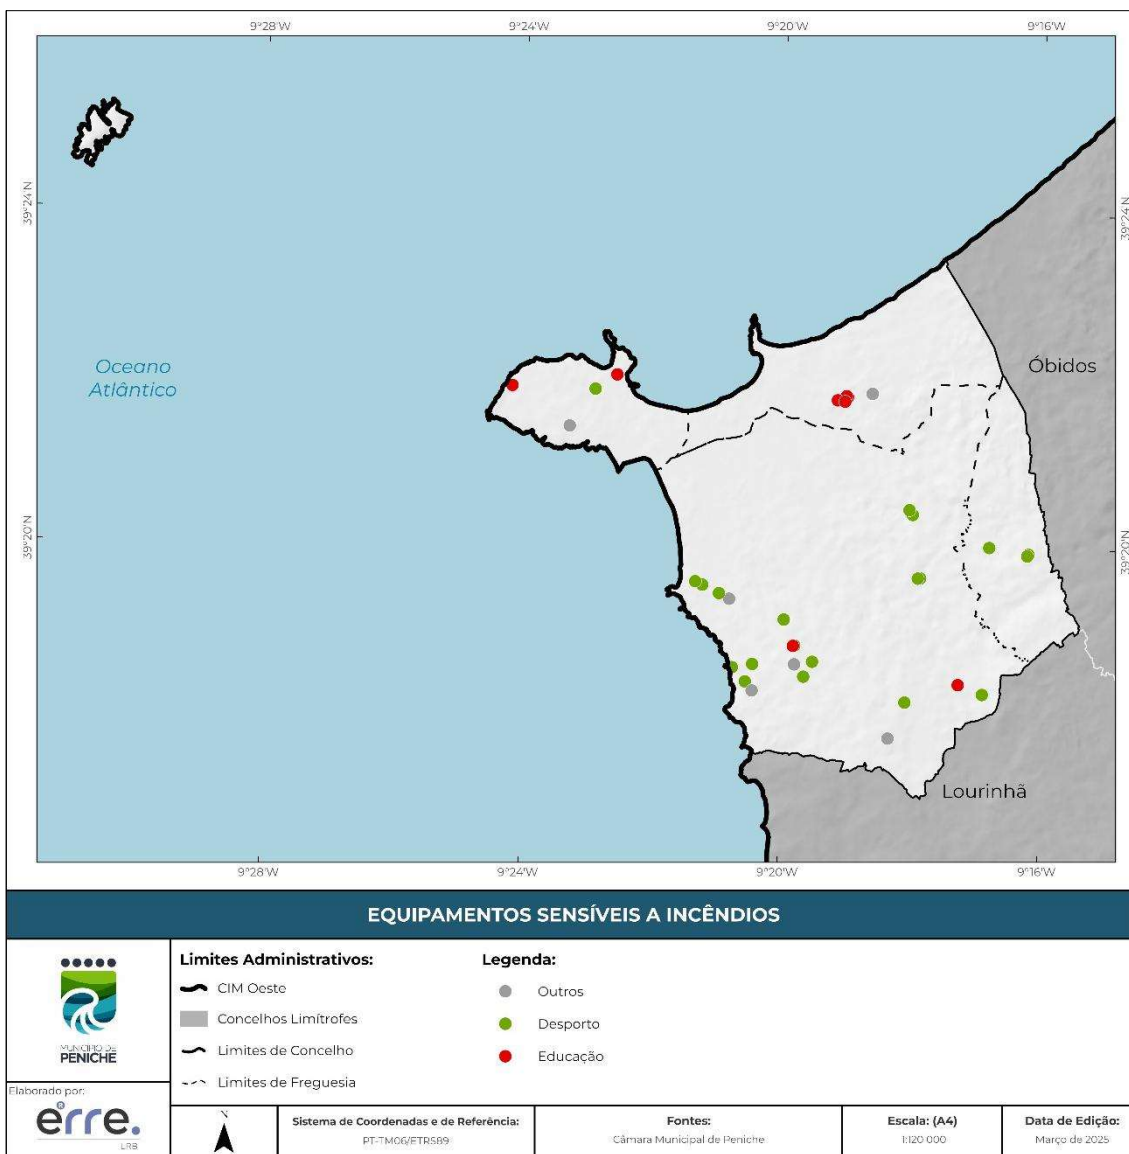 9°28'W 9°24'W 9°20'W 9°16'W
39°24'N 39°24'N
Oceano
Atlântico
Óbidos
39°20'N 39°20'N
Lourinhã
9°28'W 9°24'W 9°20'W 9°16'W
EQUIPAMENTOS SENSÍVEIS A INCÊNDIOS
Limites Administrativos:
CIM Oeste
Concelhos Limítrofes
Limites de Concelho
Limites de Freguesia
Legenda:
Outros
Desporto
Educação
MUNICÍPIO DE
PENICHE
Elaborado por:
érre.
LRB
N
Sistema de Coordenadas e de Referência:
PT-TM06/ETRS89
Fontes:
Câmara Municipal de Peniche
Escala: (A4)
1:120 000
Data de Edição:
Março de 2025